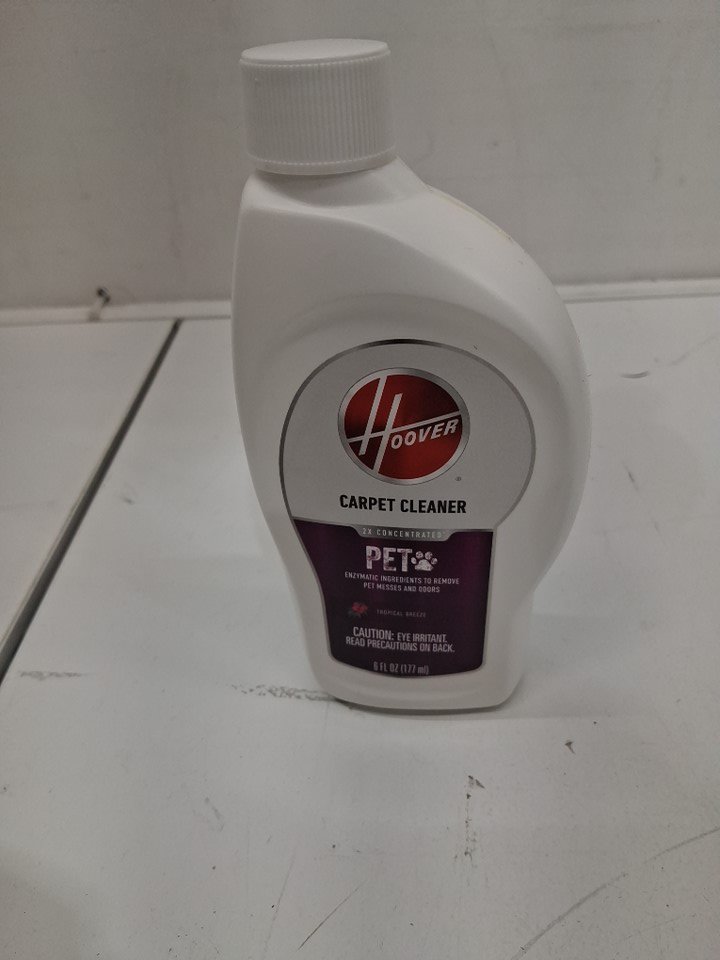 HOOVER
CARPET CLEANER
2X CONCENTRATED
PET
ENZYMATIC INGREDIENTS TO REMOVE
PET MESSES AND ODORS
TROPICAL BREEZE
CAUTION: EYE IRRITANT.
READ PRECAUTIONS ON BACK.
6 FL OZ (177 ml)